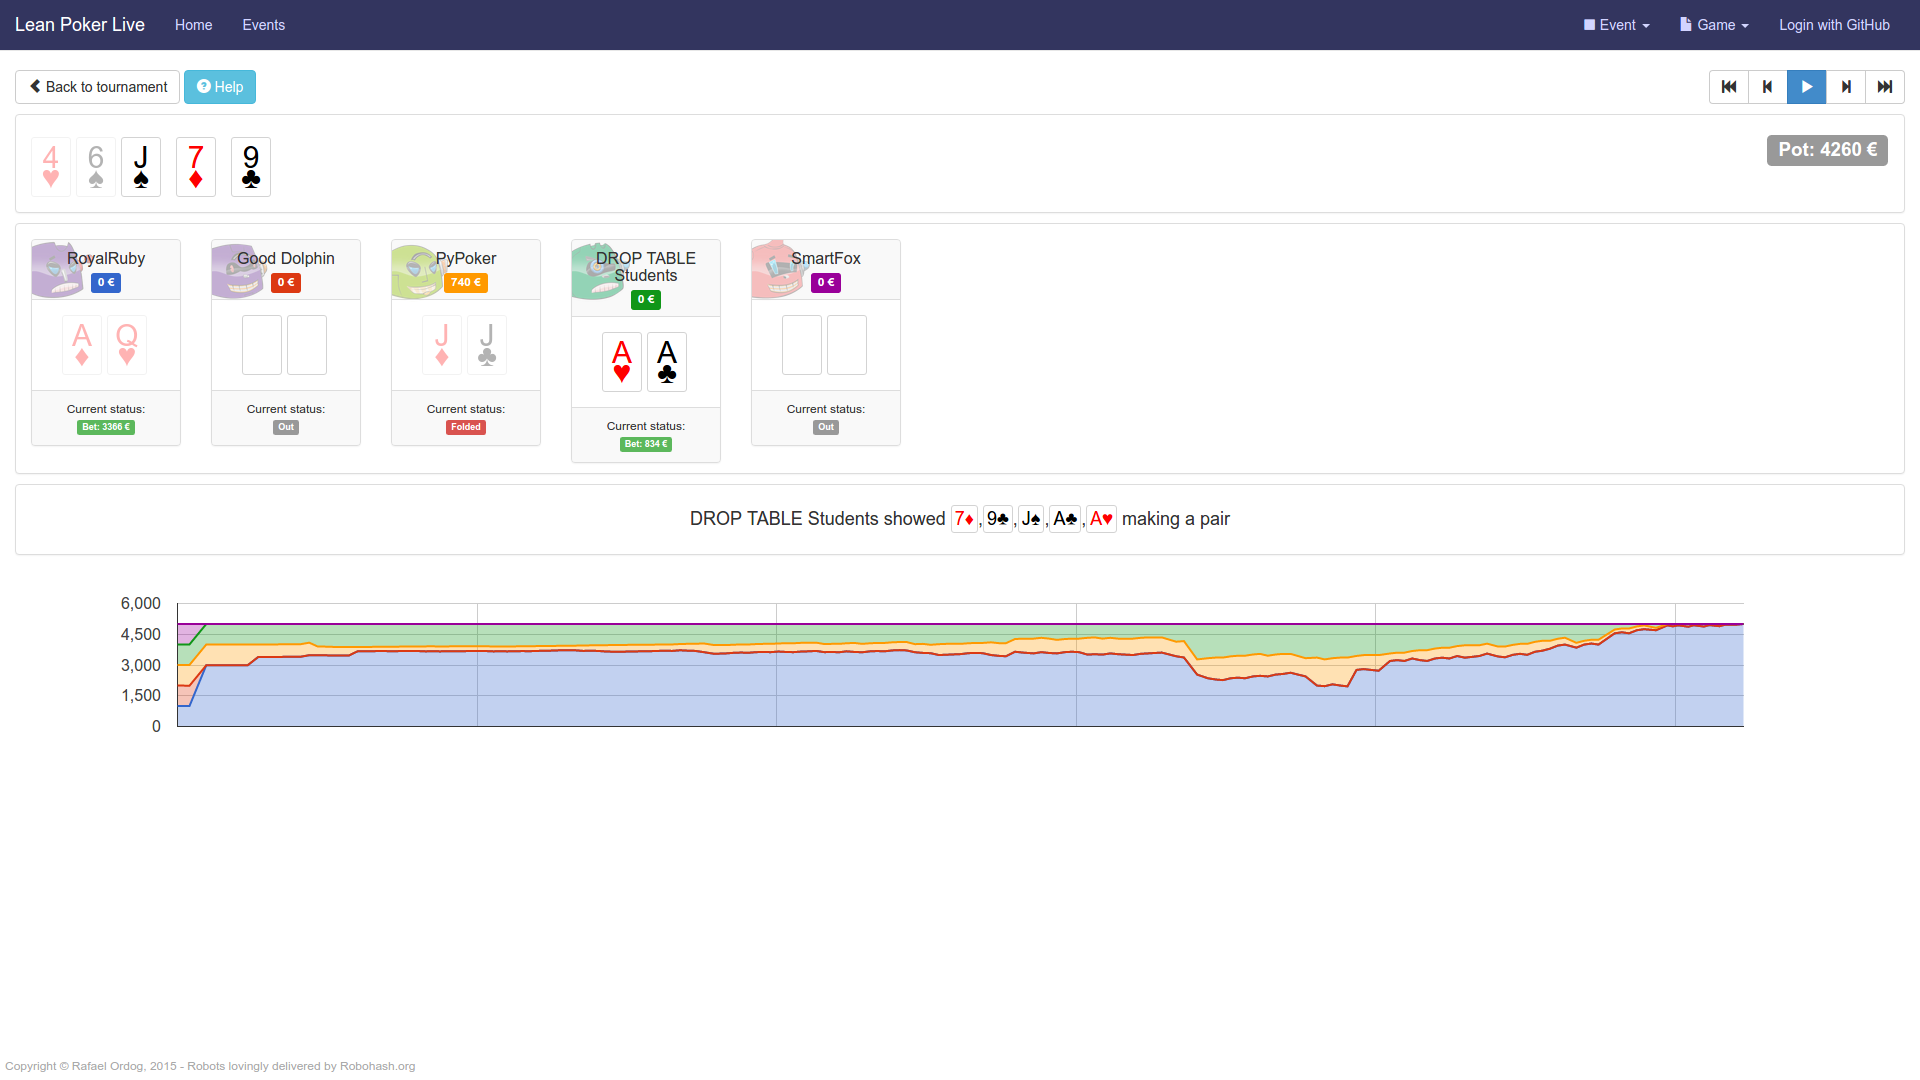 Lean Poker Live Home Events Event Game Login with GitHub
Back to tournament Help
4♥ 6♠ J♠ 7♦ 9♣
Pot: 4260 €
RoyalRuby
0 €
A♦ Q♥
Current status:
Bet: 3366 €
Good Dolphin
0 €
Current status:
Out
PyPoker
740 €
J♦ J♣
Current status:
Folded
DROP TABLE
Students
0 €
A♥ A♣
Current status:
Bet: 834 €
SmartFox
0 €
Current status:
Out
DROP TABLE Students showed 7♦, 9♣, J♠, A♣, A♥ making a pair
6,000
4,500
3,000
1,500
0
Copyright © Rafael Ordog, 2015 - Robots lovingly delivered by Robohash.org